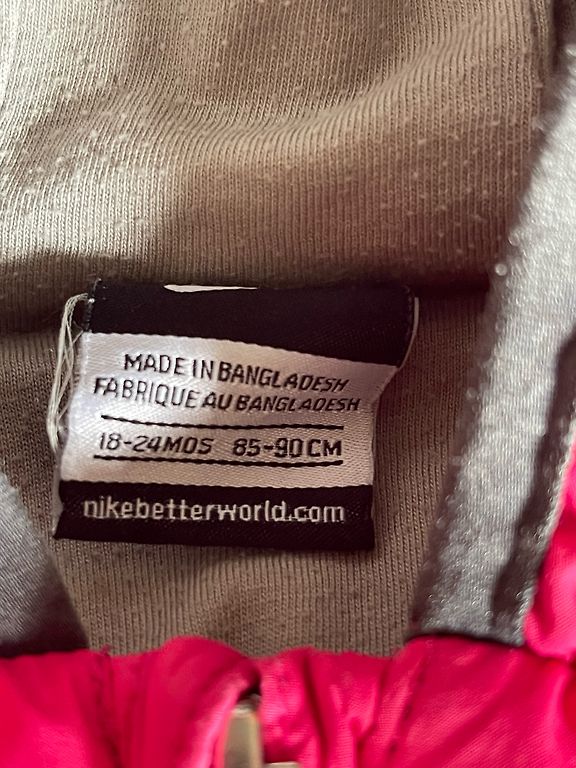 MADE IN BANGLADESH
FABRIQUE AU BANGLADESH
18-24MOS 85-90CM
nikebetterworld.com